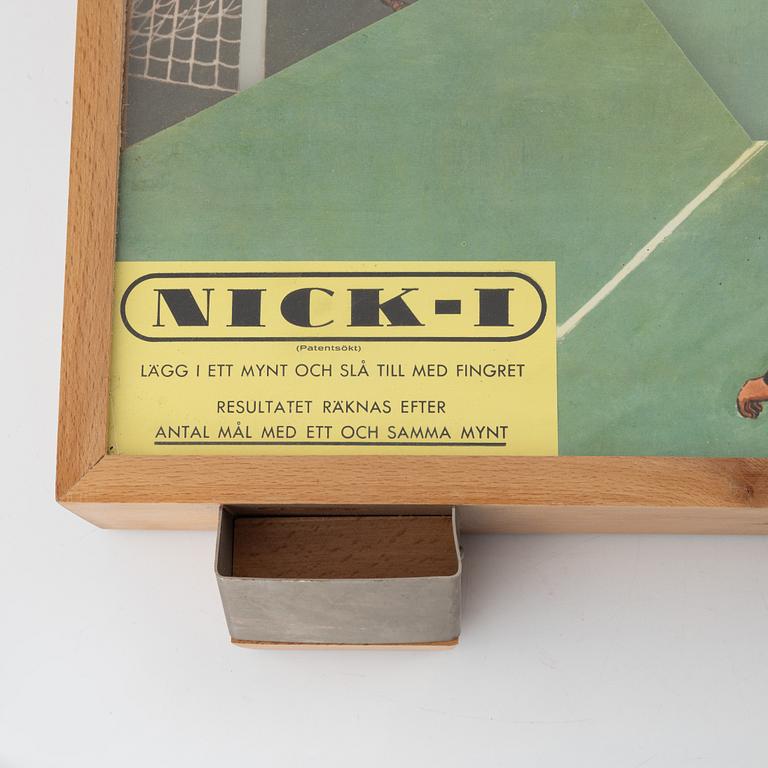 NICK-I
(Patentsökt)
LÄGG I ETT MYNT OCH SLÅ TILL MED FINGRET
RESULTATET RÄKNAS EFTER
ANTAL MÅL MED ETT OCH SAMMA MYNT